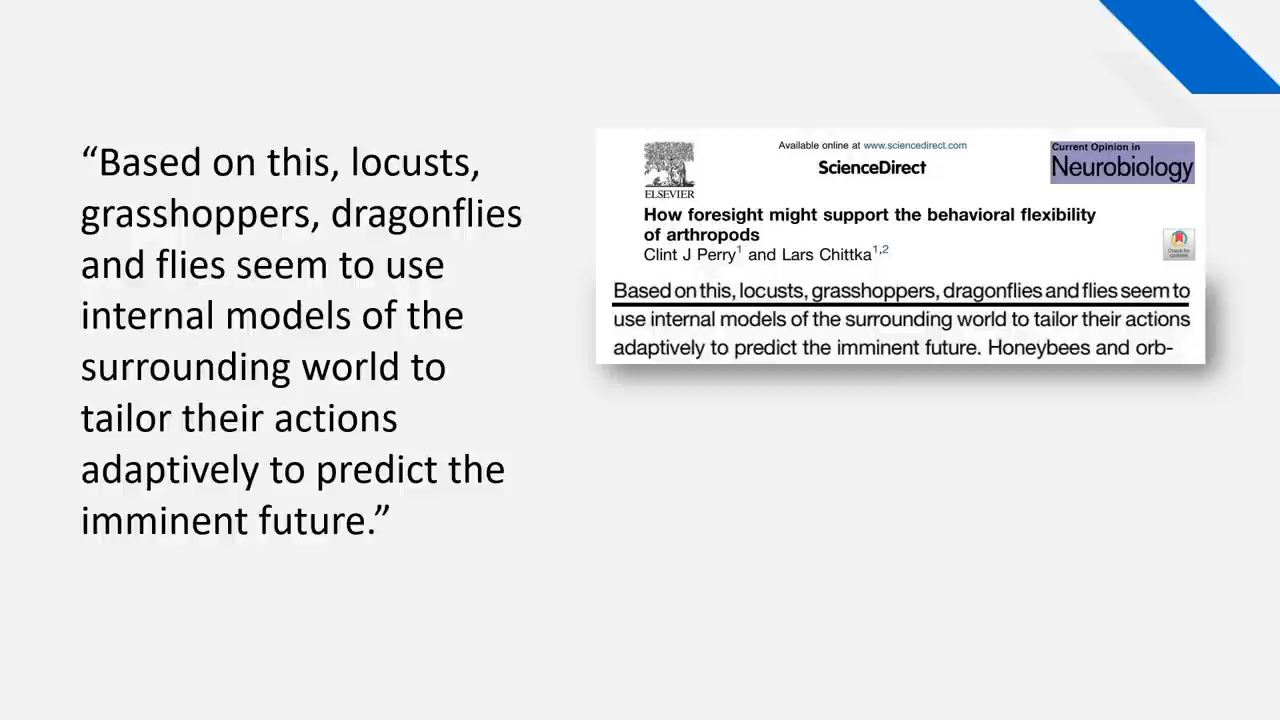 “Based on this, locusts,
grasshoppers, dragonflies
and flies seem to use
internal models of the
surrounding world to
tailor their actions
adaptively to predict the
imminent future.”
Available online at www.sciencedirect.com
ScienceDirect
ELSEVIER
Current Opinion in
Neurobiology
How foresight might support the behavioral flexibility
of arthropods
Clint J Perry1 and Lars Chittka1,2
Check for
updates
Based on this, locusts, grasshoppers, dragonflies and flies seem to
use internal models of the surrounding world to tailor their actions
adaptively to predict the imminent future. Honeybees and orb-